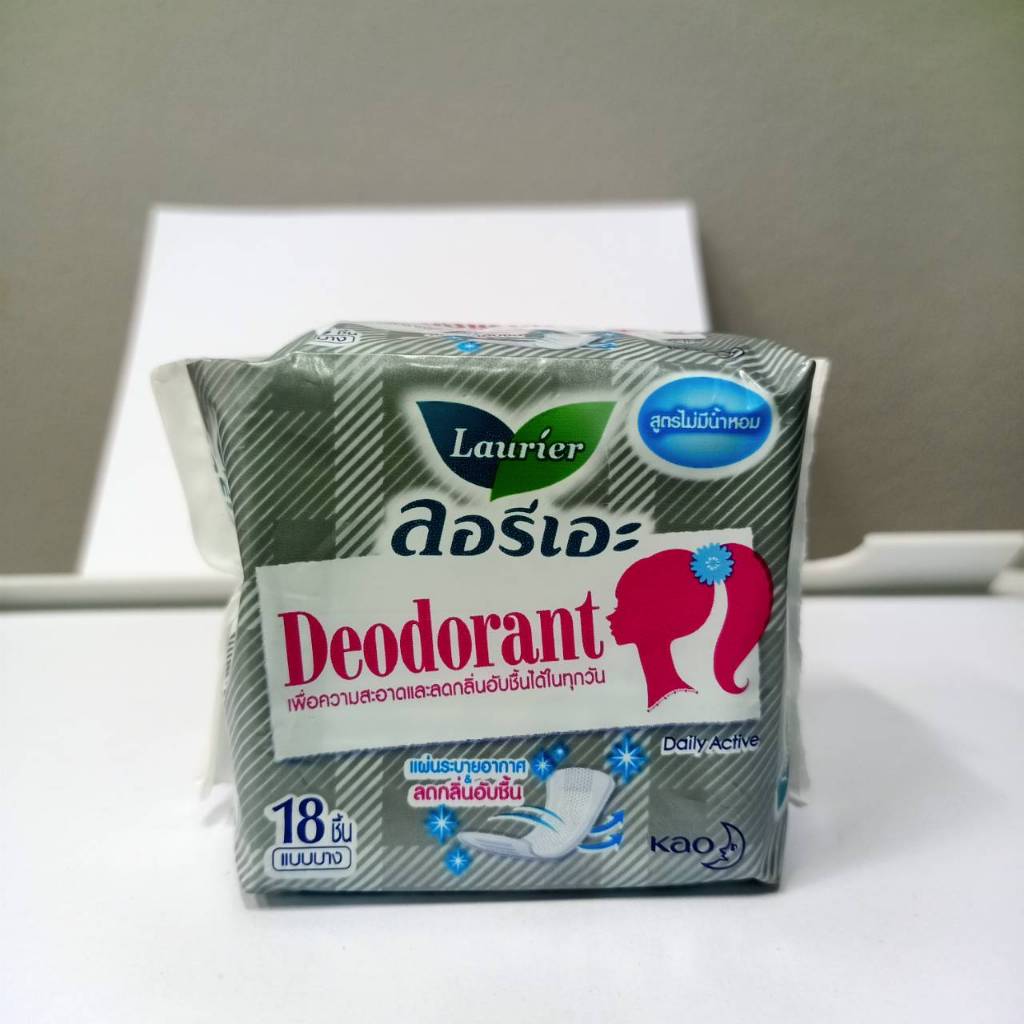 บาง
สูตรไม่มีน้ำหอม
Laurier
ลอรีเอะ
Deodorant
เพื่อความสะอาดและลดกลิ่นอับชื้นได้ในทุกวัน
Daily Active
แผ่นระบายอากาศ
&
ลดกลิ่นอับชื้น
18 ชิ้น
แบบบาง
Kao